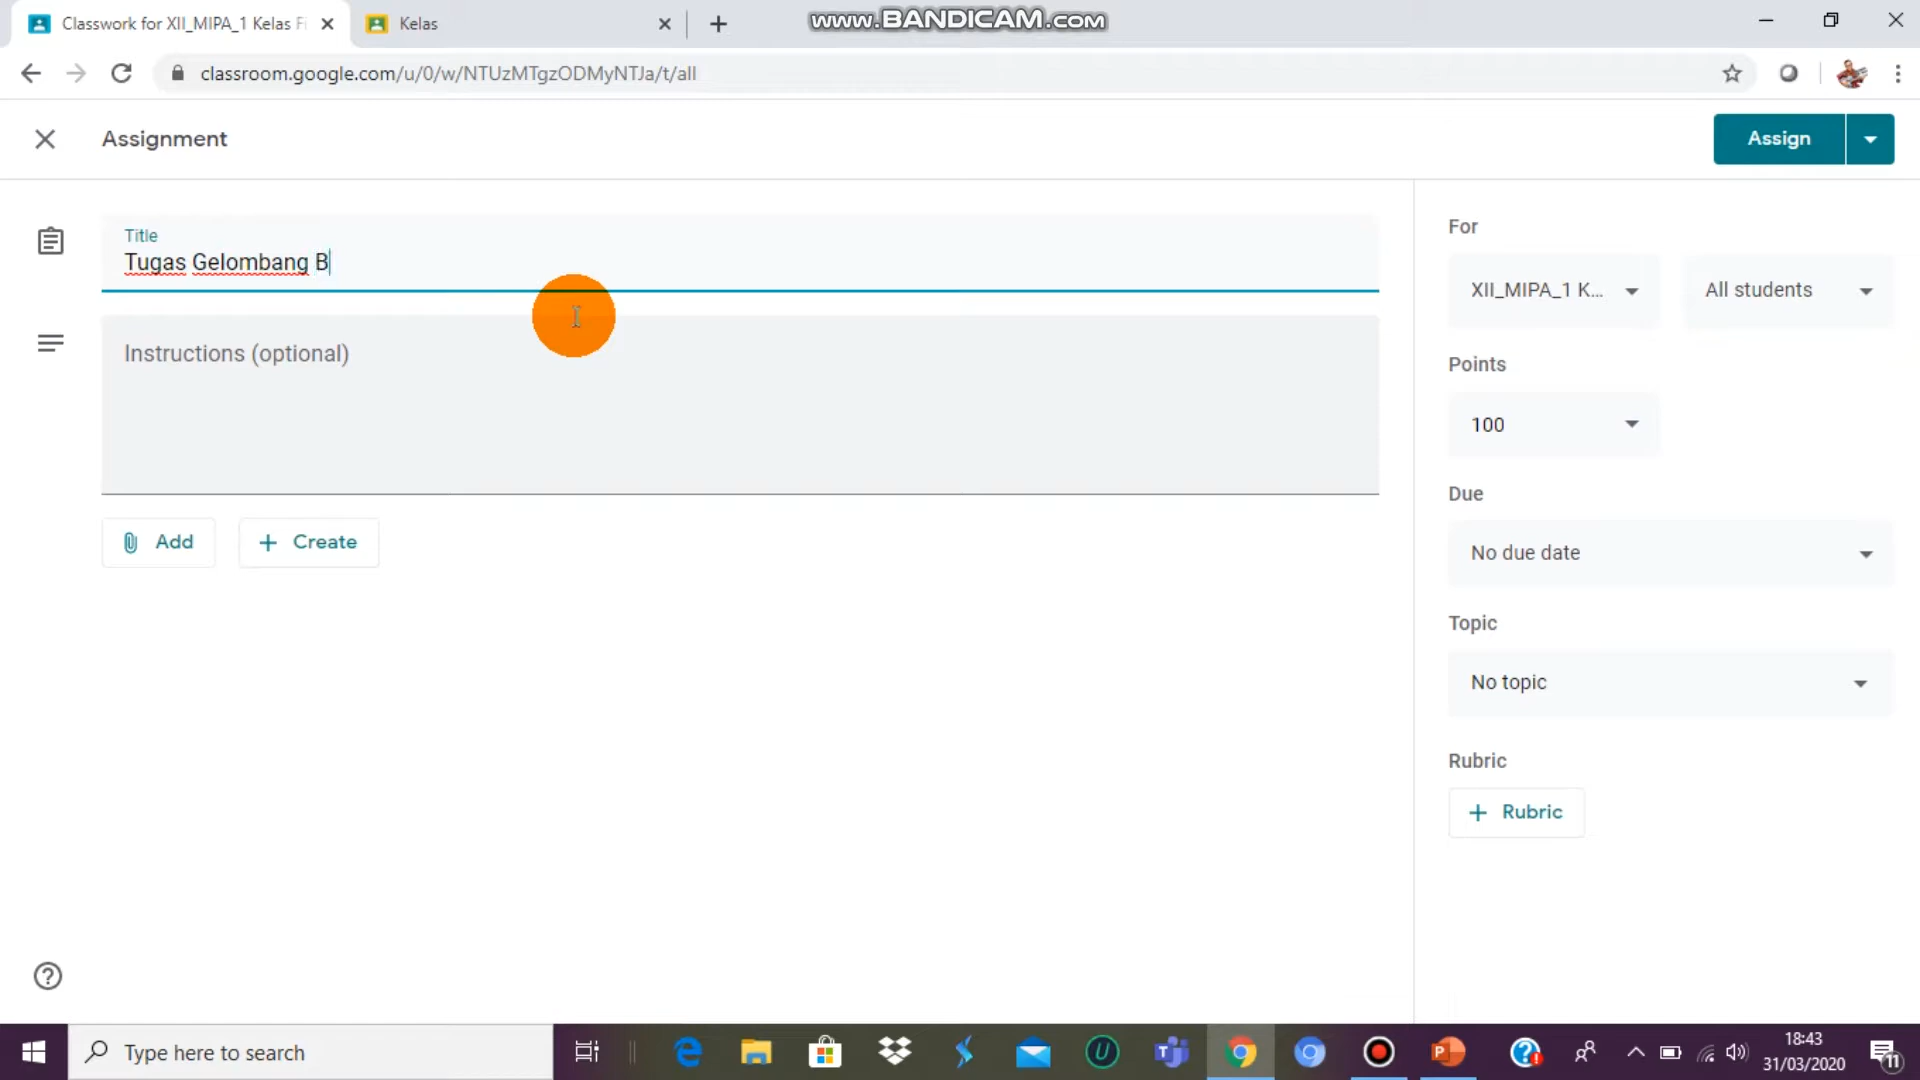 Classwork for XII_MIPA_1 Kelas Fi
Kelas
www.BANDICAM.com
classroom.google.com/u/0/w/NTUzMTgzODMyNTJa/t/all
Assignment
Assign
Title
Tugas Gelombang B
Instructions (optional)
Add
Create
For
XII_MIPA_1 K...
All students
Points
100
Due
No due date
Topic
No topic
Rubric
Rubric
Type here to search
18:43
31/03/2020
11